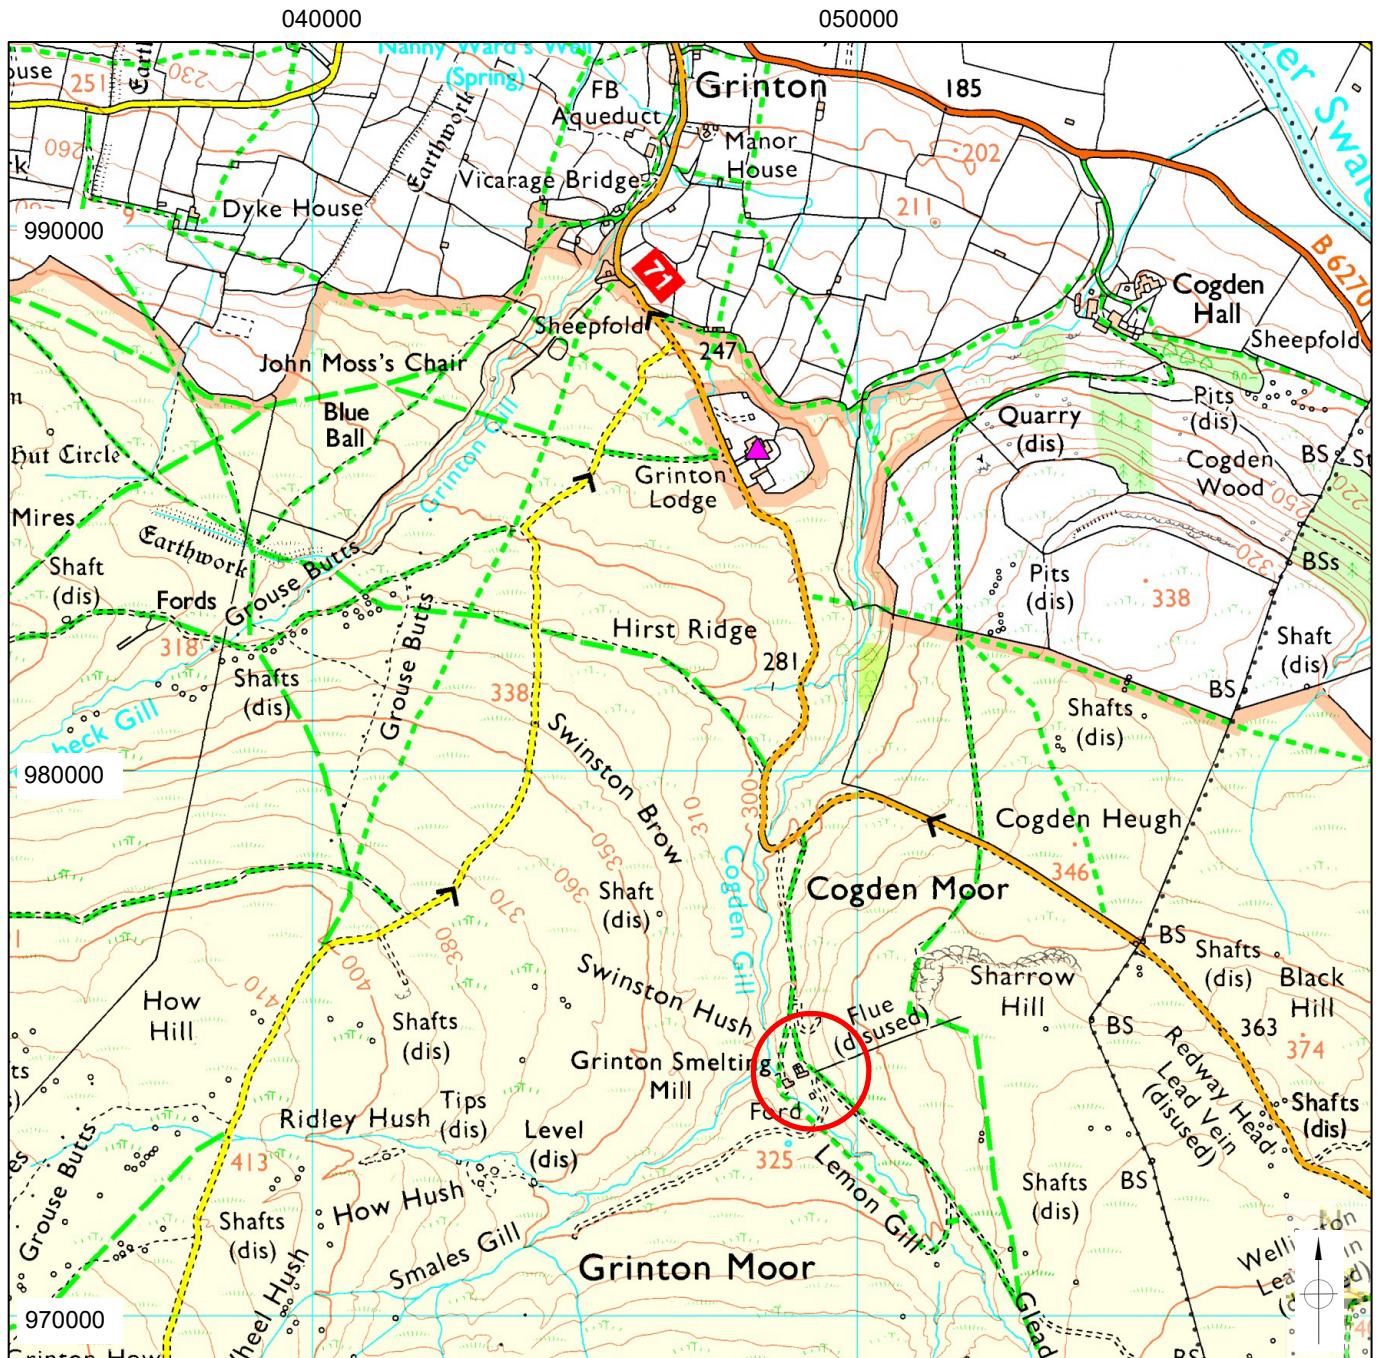 040000
050000
Nanny Ward's Well
(Spring)
Grinton
185
251
230
FB
Aqueduct
Earthwork
Manor
House
202
260
Vicarage Bridge
Dyke House
211
990000
71
B 6270
Cogden
Hall
Sheepfold
Sheepfold
247
John Moss's Chair
Blue
Ball
Grinton Gill
Quarry
(dis)
Pits
(dis)
Hut Circle
Grinton
Lodge
Cogden
Wood
BS
250
220
Mires
Earthwork
320
BSs
Shaft
(dis)
Fords
Grouse Butts
Pits
(dis)
338
318
Grouse Butts
Hirst Ridge
281
Shaft
(dis)
Shafts
(dis)
338
BS
Shafts
(dis)
Swinston Brow
310
300
980000
350
Cogden Heugh
360
370
346
Shaft
(dis)
Cogden Gill
Cogden Moor
380
400
410
BS
Shafts
(dis)
Black
Hill
Sharrow
Hill
How
Hill
Swinston Hush
Flue
(disused)
Shafts
(dis)
BS
363
374
Grinton Smelting
Mill
Redway Head
Lead Vein
(disused)
Ridley Hush
Tips
(dis)
Ford
Shafts
(dis)
Level
(dis)
413
325
Lemon Gill
BS
Grouse Butts
How Hush
Shafts
(dis)
Shafts
(dis)
Smales Gill
Grinton Moor
970000
BS